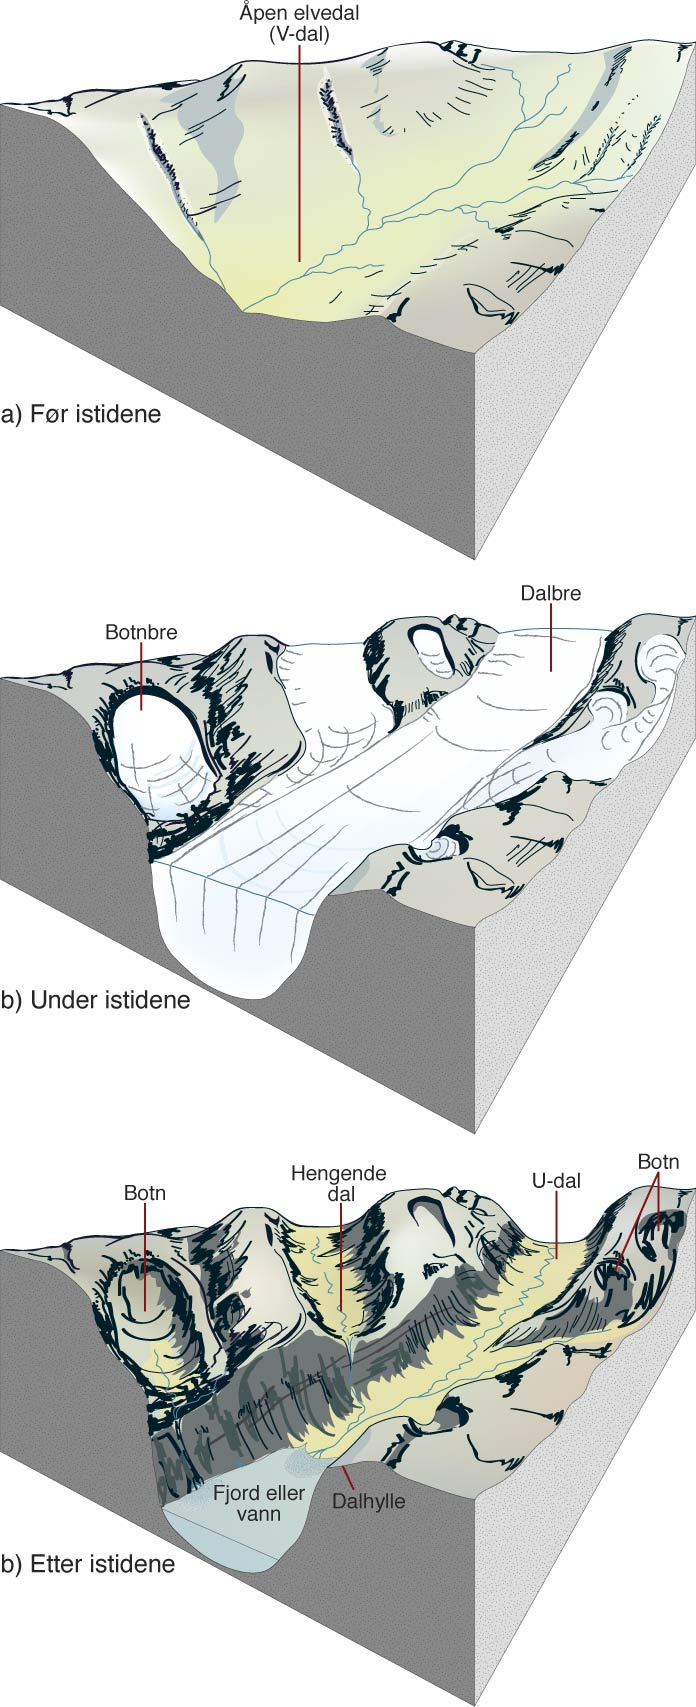 Åpen elvedal
(V-dal)
a) Før istidene
Dalbre
Botnbre
b) Under istidene
Botn
Hengende
dal
U-dal
Botn
Fjord eller
vann
Dalhylle
b) Etter istidene